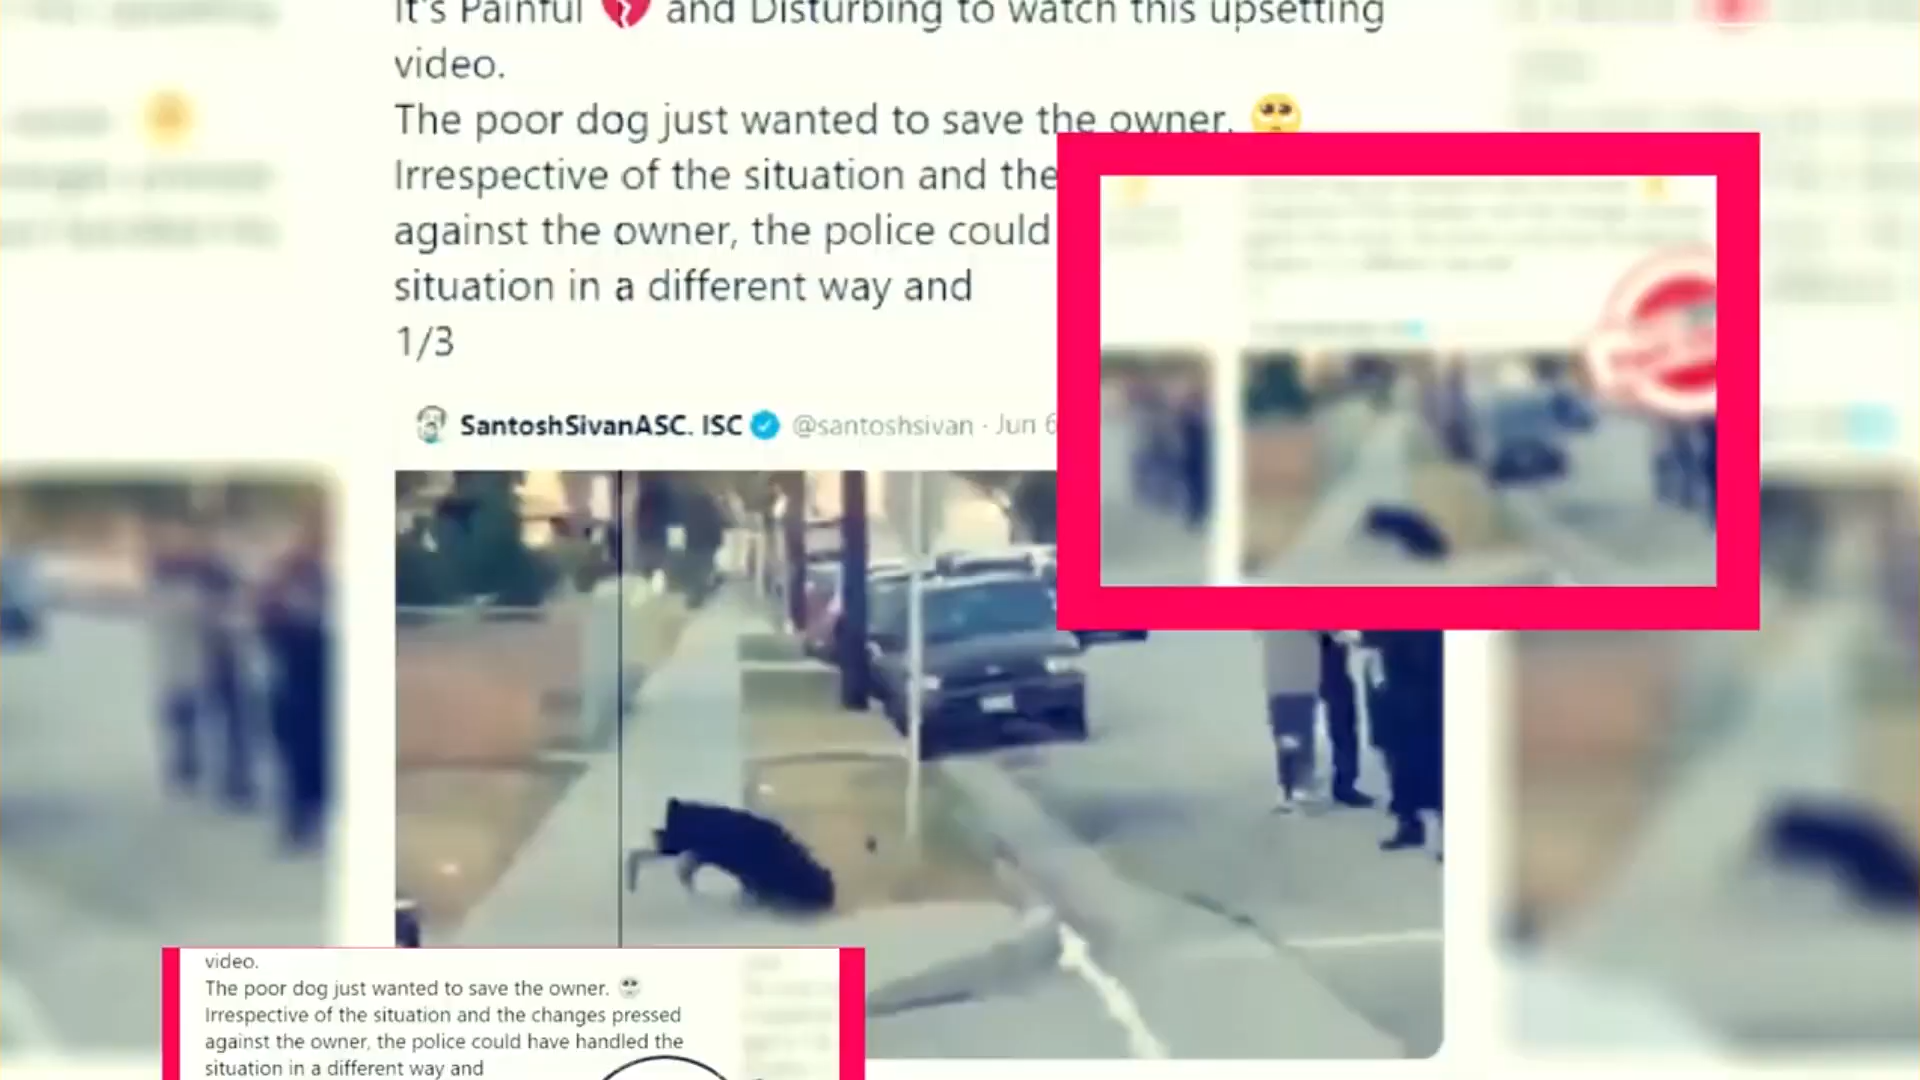 It's Painful 💔 and Disturbing to watch this upsetting
video.
The poor dog just wanted to save the owner. 🥺
Irrespective of the situation and the
against the owner, the police could
situation in a different way and
1/3
SantoshSivanASC. ISC @santoshsivan · Jun 6
video.
The poor dog just wanted to save the owner. 🥺
Irrespective of the situation and the changes pressed
against the owner, the police could have handled the
situation in a different way and